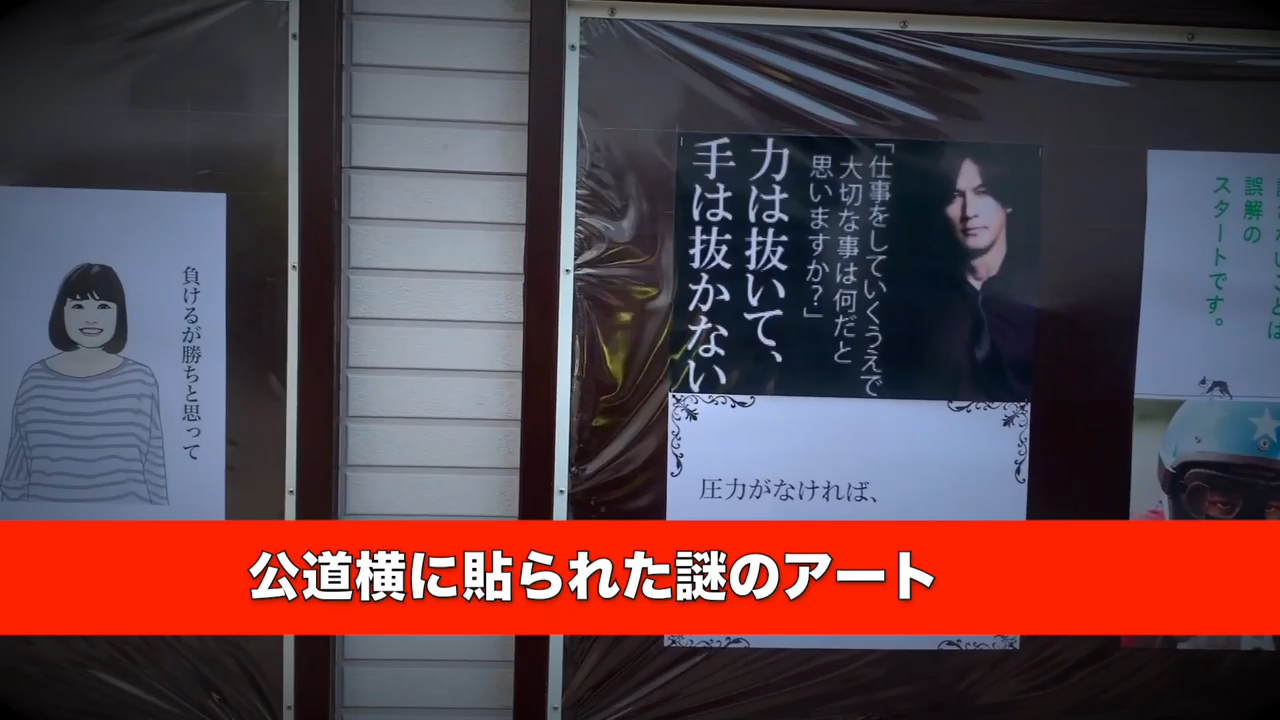 負けるが勝ちと思って
「仕事をしていくうえで
大切な事は何だと
思いますか?」
力は抜いて、
手は抜かない
圧力がなければ、
誤解の
スタートです。
公道横に貼られた謎のアート